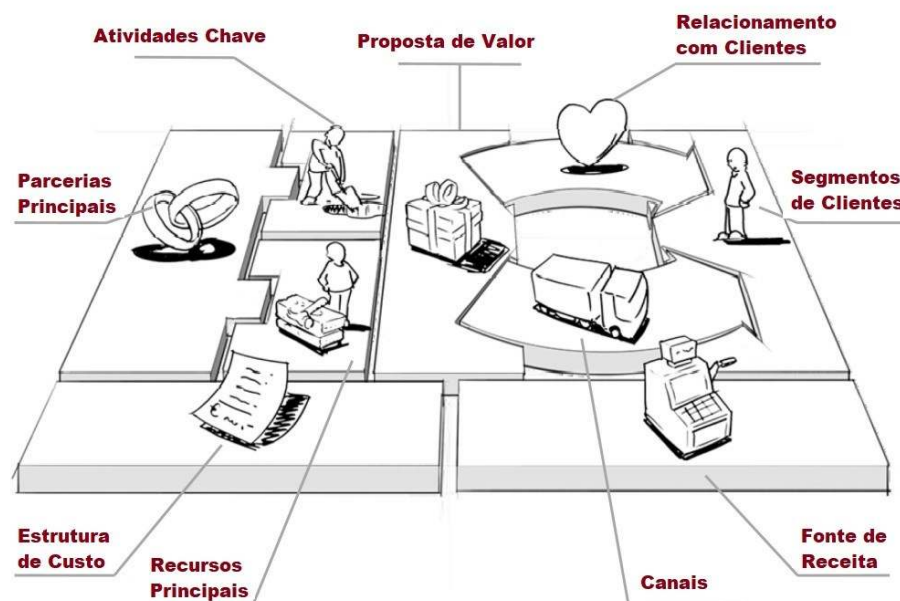 Atividades Chave
Proposta de Valor
Relacionamento
com Clientes
Parcerias
Principais
Segmentos
de Clientes
Estrutura
de Custo
Recursos
Principais
Canais
Fonte de
Receita